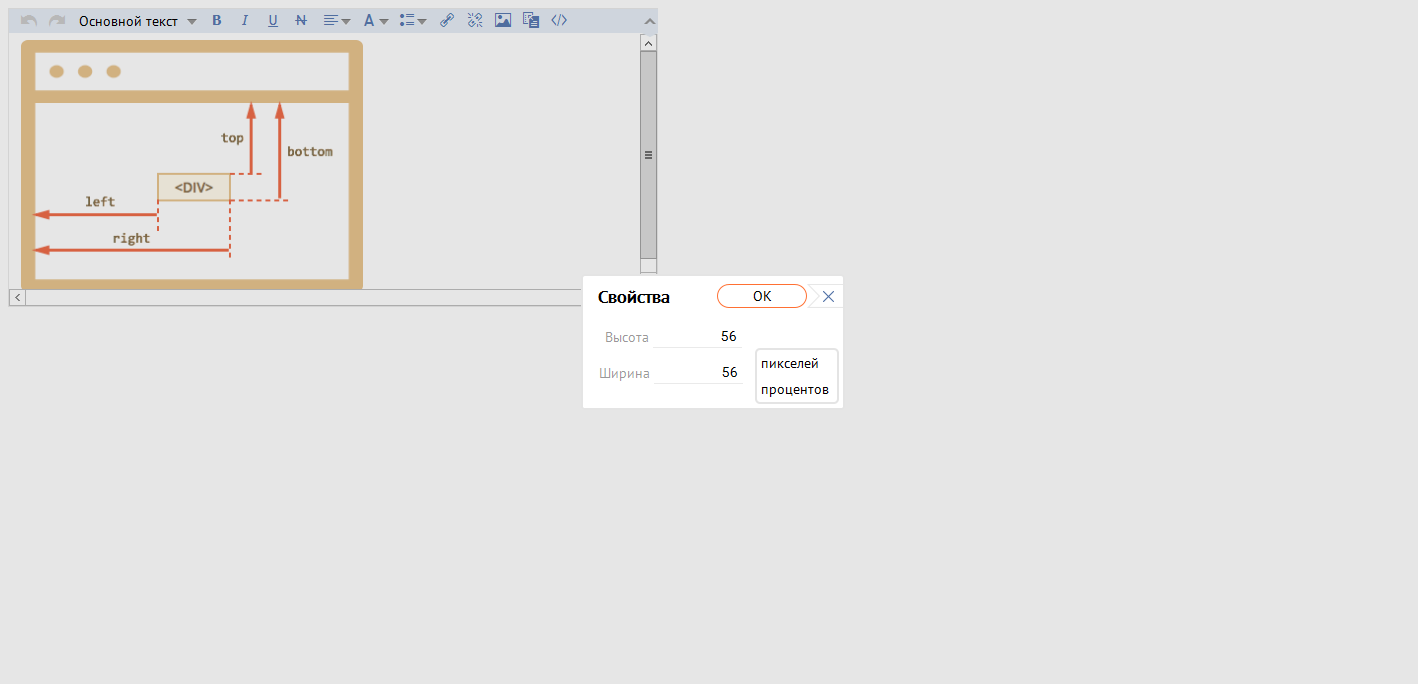 Основной текст B I U N A </>
top
bottom
<DIV>
left
right
Свойства OK
Высота 56
пикселей
Ширина 56
процентов